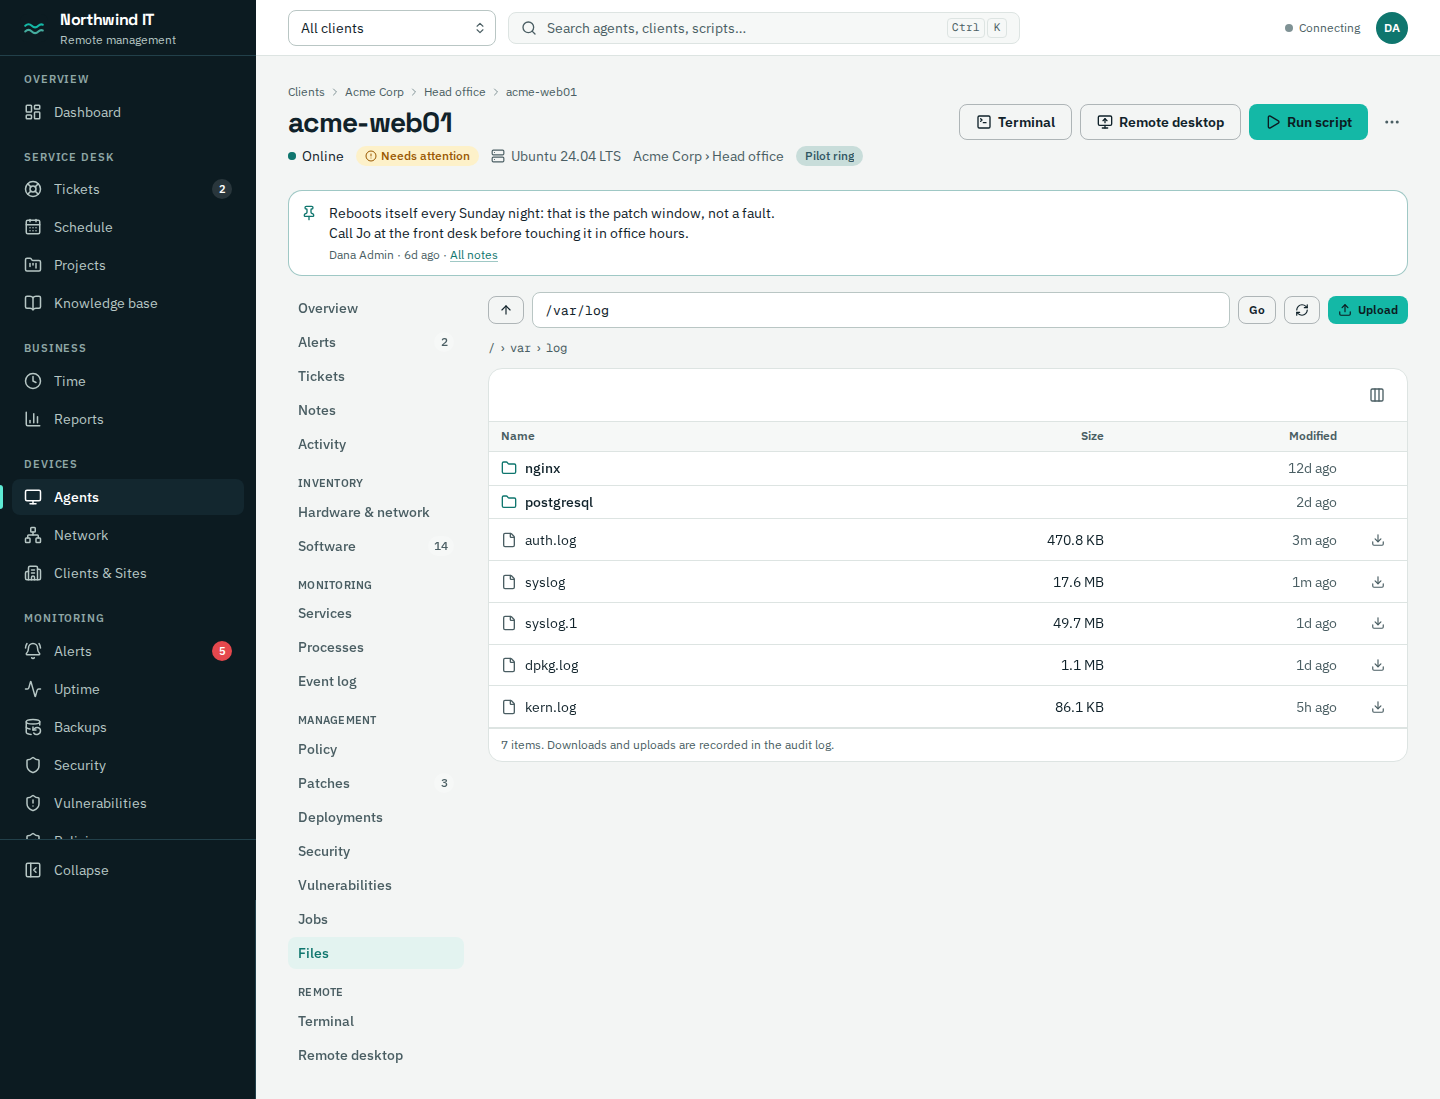 Northwind IT
Remote management
All clients
Search agents, clients, scripts...
Ctrl K
Connecting
DA
OVERVIEW
Dashboard
SERVICE DESK
Tickets 2
Schedule
Projects
Knowledge base
BUSINESS
Time
Reports
DEVICES
Agents
Network
Clients & Sites
MONITORING
Alerts 5
Uptime
Backups
Security
Vulnerabilities
Collapse
Clients > Acme Corp > Head office > acme-web01
acme-web01
Terminal
Remote desktop
Run script
Online
Needs attention
Ubuntu 24.04 LTS
Acme Corp › Head office
Pilot ring
Reboots itself every Sunday night: that is the patch window, not a fault.
Call Jo at the front desk before touching it in office hours.
Dana Admin · 6d ago · All notes
Overview
Alerts 2
Tickets
Notes
Activity
INVENTORY
Hardware & network
Software 14
MONITORING
Services
Processes
Event log
MANAGEMENT
Policy
Patches 3
Deployments
Security
Vulnerabilities
Jobs
Files
REMOTE
Terminal
Remote desktop
/var/log
Go
Upload
/ › var › log
Name Size Modified
nginx 12d ago
postgresql 2d ago
auth.log 470.8 KB 3m ago
syslog 17.6 MB 1m ago
syslog.1 49.7 MB 1d ago
dpkg.log 1.1 MB 1d ago
kern.log 86.1 KB 5h ago
7 items. Downloads and uploads are recorded in the audit log.